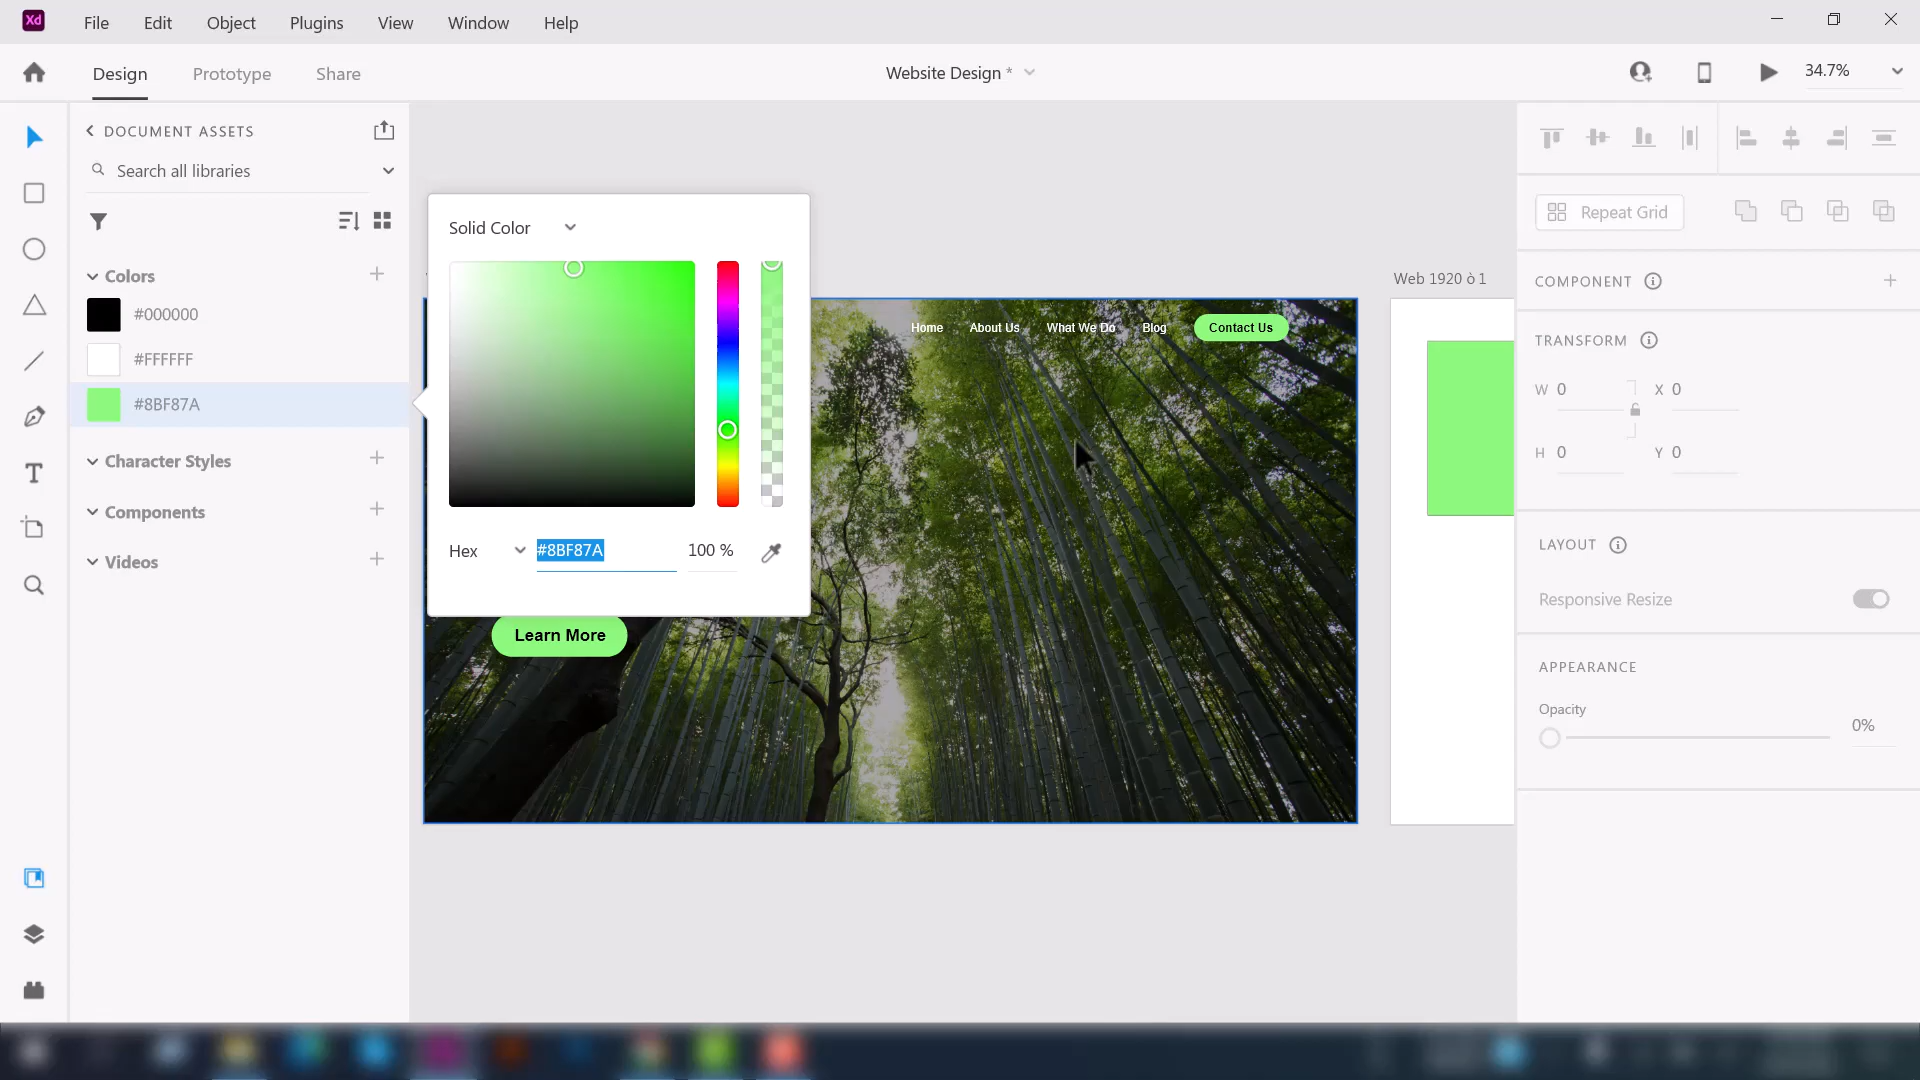 Xd File Edit Object Plugins View Window Help
Design Prototype Share Website Design * 34.7%
DOCUMENT ASSETS
Search all libraries
Colors
#000000
#FFFFFF
#8BF87A
Character Styles
Components
Videos
Solid Color
Hex #8BF87A 100 %
Home About Us What We Do Blog Contact Us
Learn More
Web 1920 ò 1
Repeat Grid
COMPONENT
TRANSFORM
W 0 X 0
H 0 Y 0
LAYOUT
Responsive Resize
APPEARANCE
Opacity
0%